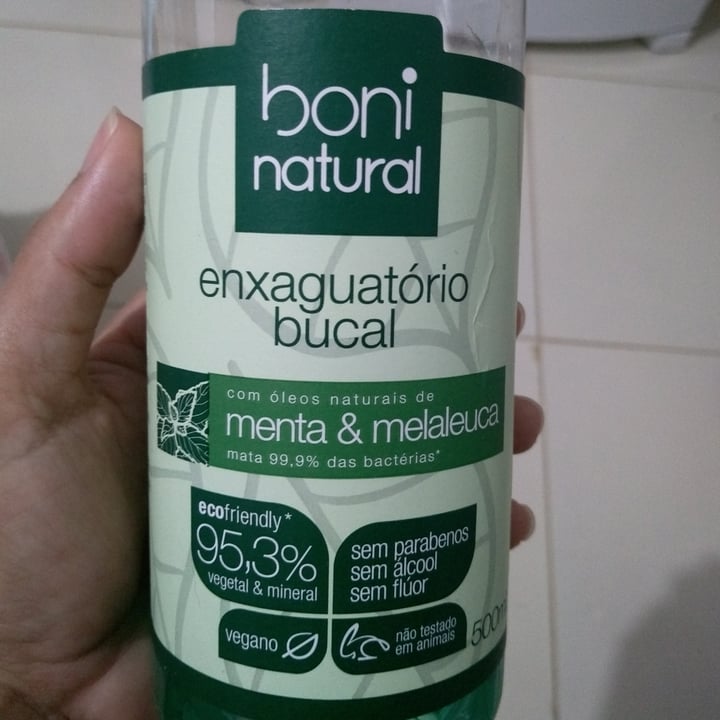 boni
natural
enxaguatório
bucal
com óleos naturais de
menta & melaleuca
mata 99,9% das bactérias*
ecofriendly*
95,3%
vegetal & mineral
sem parabenos
sem álcool
sem flúor
vegano
não testado
em animais
500m